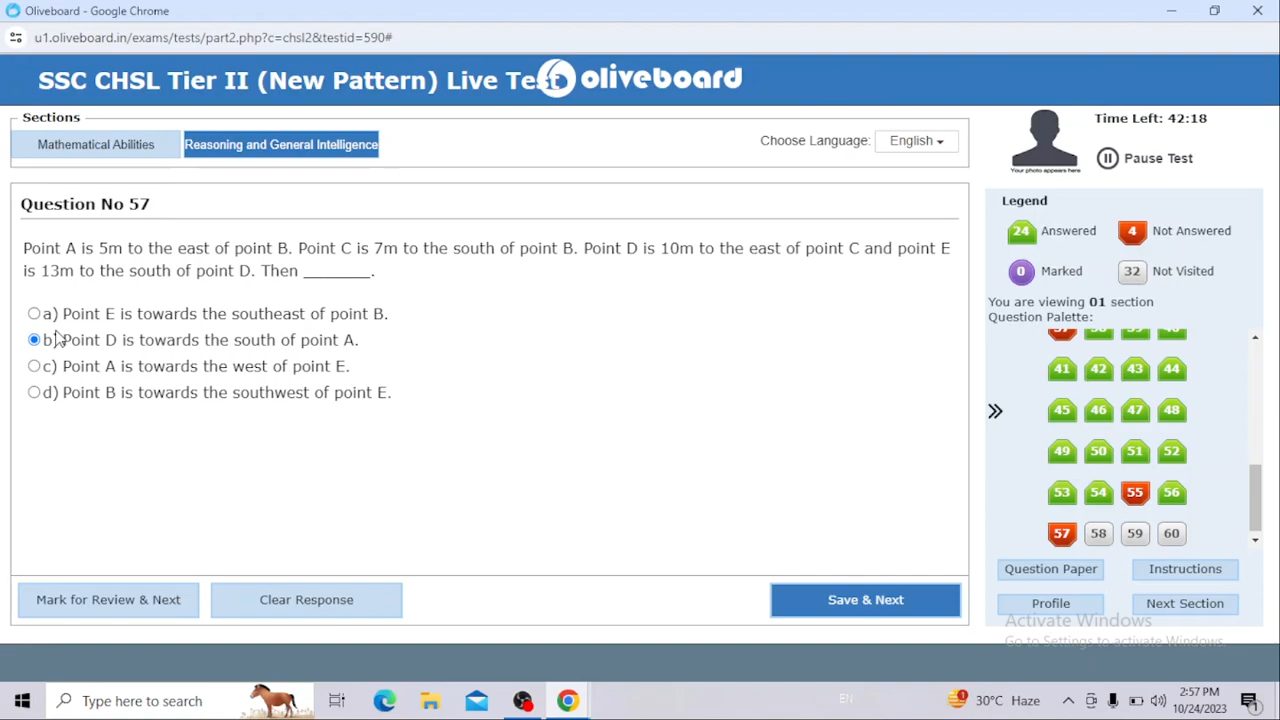 Oliveboard - Google Chrome
u1.oliveboard.in/exams/tests/part2.php?c=chsl2&testid=590#
SSC CHSL Tier II (New Pattern) Live Test
oliveboard
Sections
Mathematical Abilities
Reasoning and General Intelligence
Choose Language:
English
Your photo appears here
Time Left: 42:18
Pause Test
Question No 57
Point A is 5m to the east of point B. Point C is 7m to the south of point B. Point D is 10m to the east of point C and point E
is 13m to the south of point D. Then ________.
a) Point E is towards the southeast of point B.
b) Point D is towards the south of point A.
c) Point A is towards the west of point E.
d) Point B is towards the southwest of point E.
Mark for Review & Next
Clear Response
Save & Next
Legend
24 Answered
4 Not Answered
0 Marked
32 Not Visited
You are viewing 01 section
Question Palette:
41 42 43 44
45 46 47 48
49 50 51 52
53 54 55 56
57 58 59 60
Question Paper
Instructions
Profile
Next Section
Activate Windows
Go to Settings to activate Windows.
Type here to search
EN
1
30°C Haze
2:57 PM
10/24/2023
1